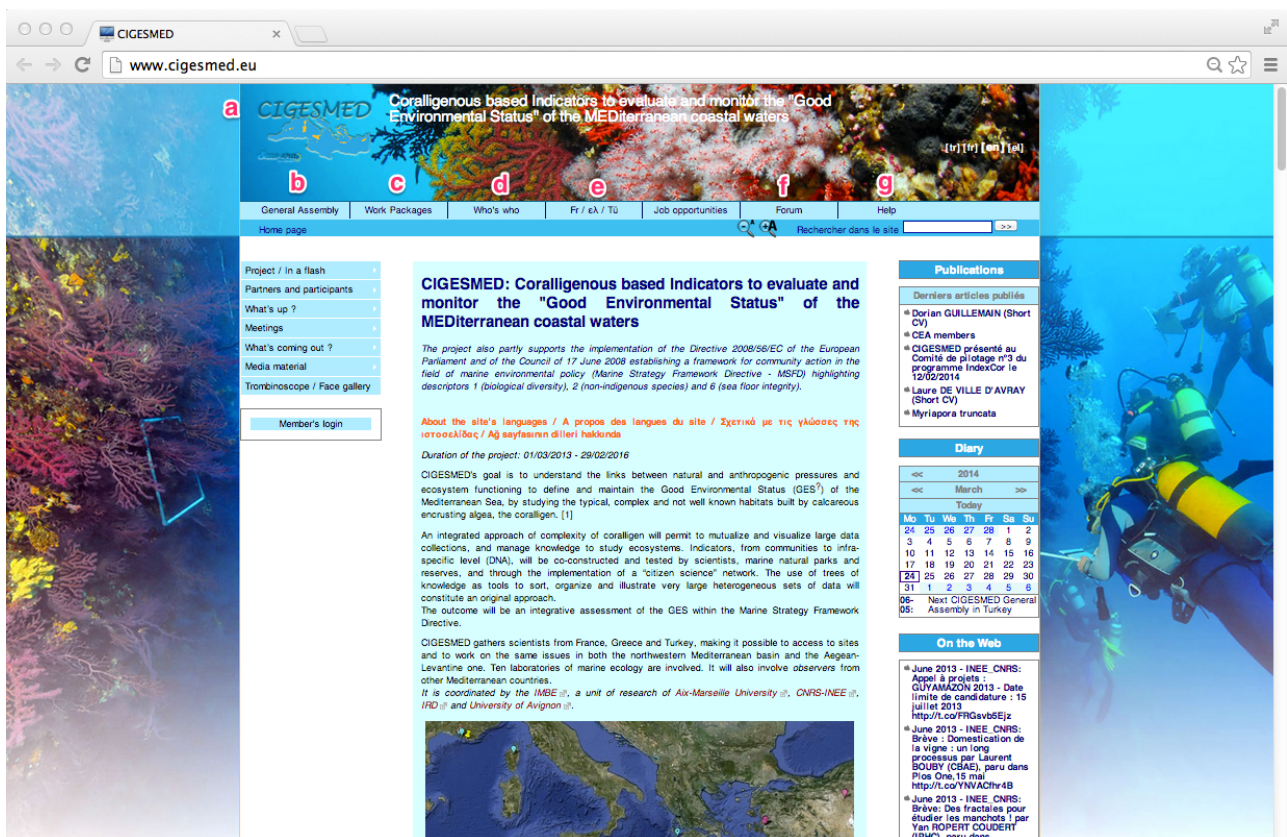 CIGESMED
www.cigesmed.eu
a
CIGESMED
Coralligenous based Indicators to evaluate and monitor the "Good
Environmental Status" of the MEDiterranean coastal waters
[tr] [fr] [en] [el]
b
c
d
e
f
g
General Assembly
Work Packages
Who's who
Fr / ελ / Tü
Job opportunities
Forum
Help
Home page
A
+A
Rechercher dans le site
>>
Project / In a flash
Partners and participants
What's up ?
Meetings
What's coming out ?
Media material
Trombinoscope / Face gallery
Member's login
CIGESMED: Coralligenous based Indicators to evaluate and
monitor the "Good Environmental Status" of the
MEDiterranean coastal waters
The project also partly supports the implementation of the Directive 2008/56/EC of the European
Parliament and of the Council of 17 June 2008 establishing a framework for community action in the
field of marine environmental policy (Marine Strategy Framework Directive - MSFD) highlighting
descriptors 1 (biological diversity), 2 (non-indigenous species) and 6 (sea floor integrity).
About the site's languages / A propos des langues du site / Σχετικά με τις γλώσσες της
ιστοσελίδας / Ağ sayfasının dilleri hakkında
Duration of the project: 01/03/2013 - 29/02/2016
CIGESMED's goal is to understand the links between natural and anthropogenic pressures and
ecosystem functioning to define and maintain the Good Environmental Status (GES?) of the
Mediterranean Sea, by studying the typical, complex and not well known habitats built by calcareous
encrusting algea, the coralligen. [1]
An integrated approach of complexity of coralligen will permit to mutualize and visualize large data
collections, and manage knowledge to study ecosystems. Indicators, from communities to infra-
specific level (DNA), will be co-constructed and tested by scientists, marine natural parks and
reserves, and through the implementation of a "citizen science" network. The use of trees of
knowledge as tools to sort, organize and illustrate very large heterogeneous sets of data will
constitute an original approach.
The outcome will be an integrative assessment of the GES within the Marine Strategy Framework
Directive.
CIGESMED gathers scientists from France, Greece and Turkey, making it possible to access to sites
and to work on the same issues in both the northwestern Mediterranean basin and the Aegean-
Levantine one. Ten laboratories of marine ecology are involved. It will also involve observers from
other Mediterranean countries.
It is coordinated by the IMBE, a unit of research of Aix-Marseille University, CNRS-INEE,
IRD and University of Avignon.
Publications
Derniers articles publiés
Dorian GUILLEMAIN (Short
CV)
CEA members
CIGESMED présenté au
Comité de pilotage n°3 du
programme IndexCor le
12/02/2014
Laure DE VILLE D'AVRAY
(Short CV)
Myriapora truncata
Diary
<< 2014
<< March >>
Today
Mo Tu We Th Fr Sa Su
24 25 26 27 28 1 2
3 4 5 6 7 8 9
10 11 12 13 14 15 16
17 18 19 20 21 22 23
24 25 26 27 28 29 30
31 1 2 3 4 5 6
06- Next CIGESMED General
05: Assembly in Turkey
On the Web
June 2013 - INEE_CNRS:
Appel à projets :
GUYAMAZON 2013 - Date
limite de candidature : 15
juillet 2013
http://t.co/FRGsvb5Ejz
June 2013 - INEE_CNRS:
Brève : Domestication de
la vigne : un long
processus par Laurent
BOUBY (CBAE), paru dans
Plos One,15 mai
http://t.co/YNVACfhr4B
June 2013 - INEE_CNRS:
Brève: Des fractales pour
étudier les manchots ! par
Yan ROPERT COUDERT
(IPHC), paru dans